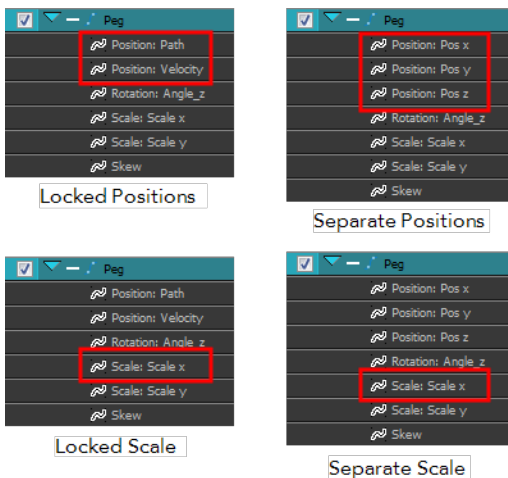 Peg
Position: Path
Position: Velocity
Rotation: Angle_z
Scale: Scale x
Scale: Scale y
Skew
Locked Positions
Peg
Position: Pos x
Position: Pos y
Position: Pos z
Rotation: Angle_z
Scale: Scale x
Scale: Scale y
Skew
Separate Positions
Peg
Position: Path
Position: Velocity
Rotation: Angle_z
Scale: Scale x
Scale: Scale y
Skew
Locked Scale
Peg
Position: Pos x
Position: Pos y
Position: Pos z
Rotation: Angle_z
Scale: Scale x
Scale: Scale y
Skew
Separate Scale